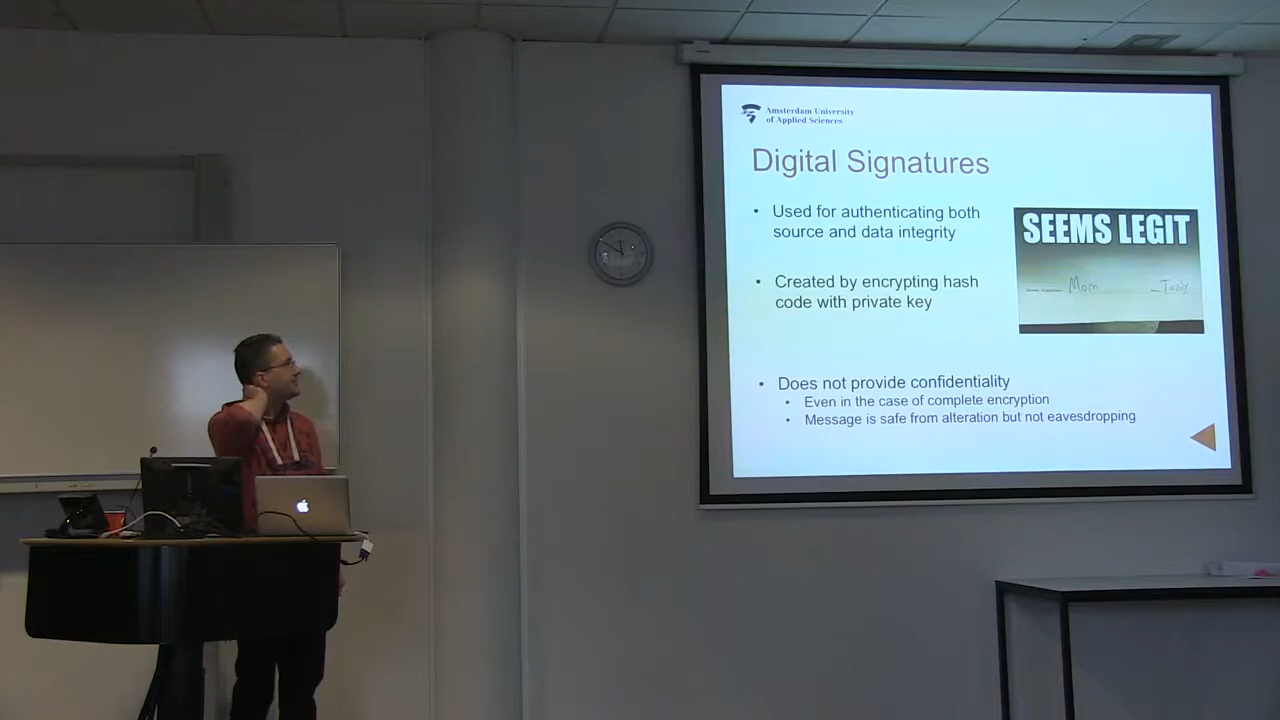 Amsterdam University
of Applied Sciences
Digital Signatures
Used for authenticating both
source and data integrity
SEEMS LEGIT
Mom
Created by encrypting hash
code with private key
Does not provide confidentiality
Even in the case of complete encryption
Message is safe from alteration but not eavesdropping